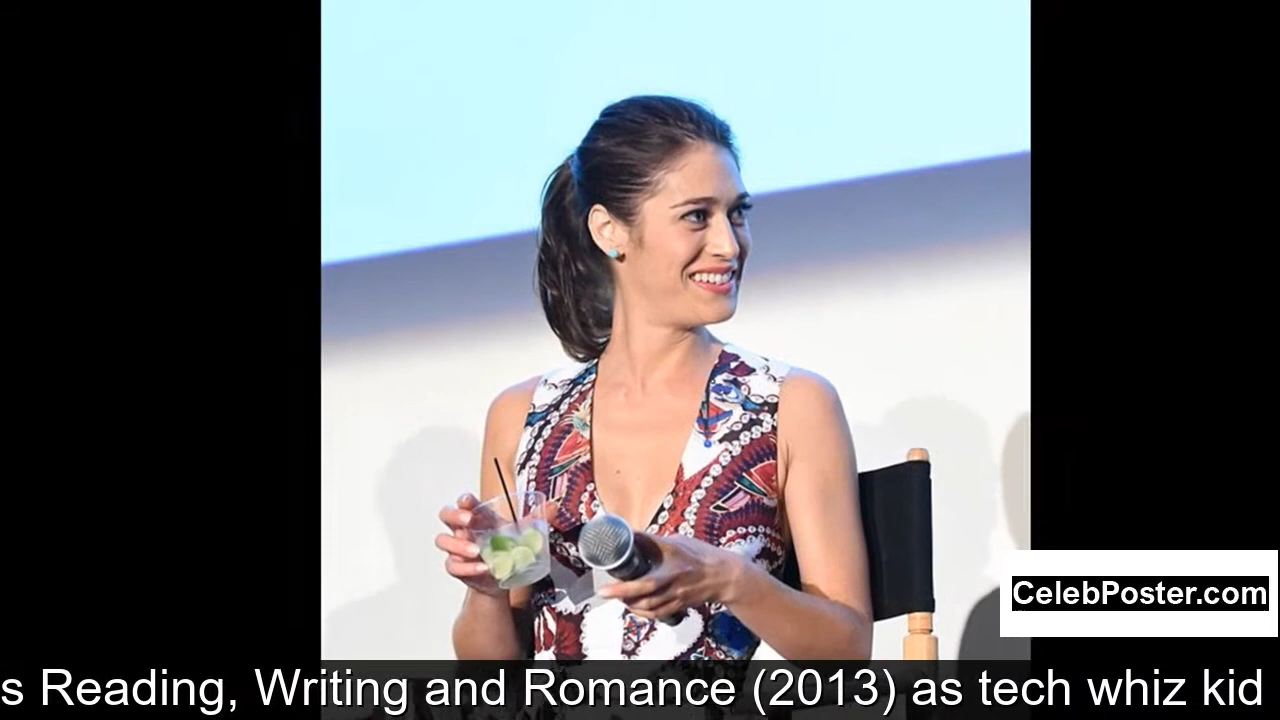 CelebPoster.com
s Reading, Writing and Romance (2013) as tech whiz kid